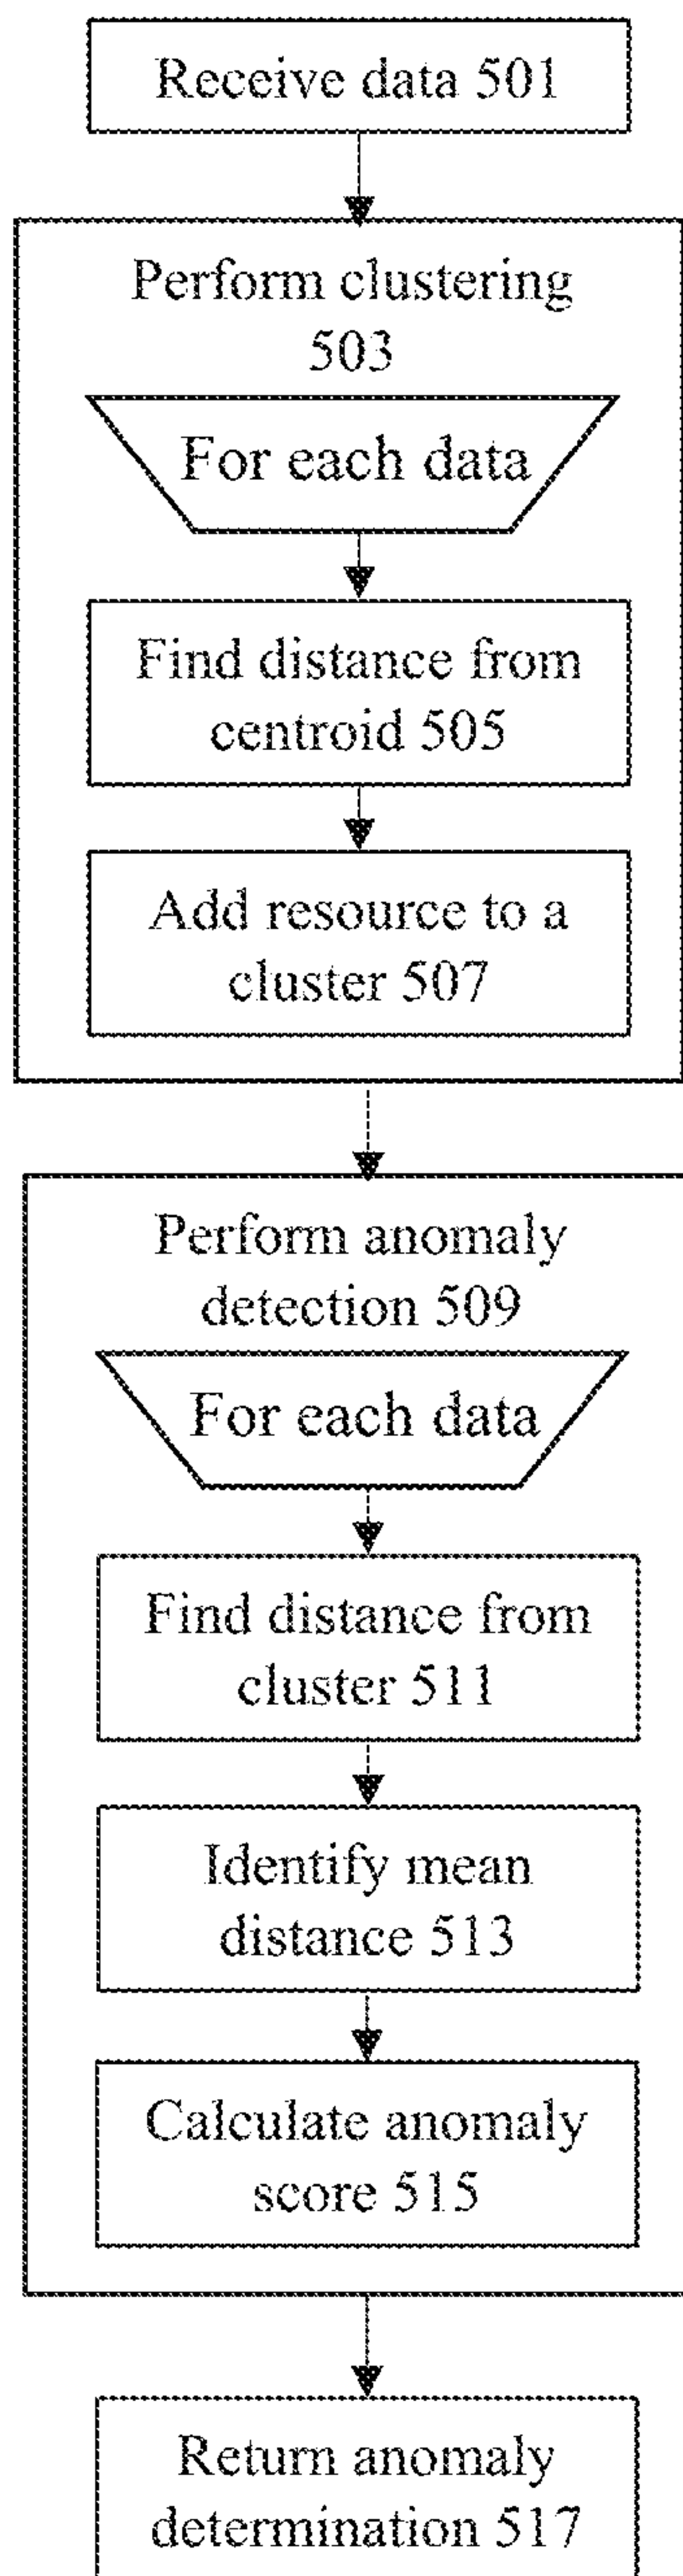 Receive data 501
Perform clustering
503
For each data
Find distance from
centroid 505
Add resource to a
cluster 507
Perform anomaly
detection 509
For each data
Find distance from
cluster 511
Identify mean
distance 513
Calculate anomaly
score 515
Return anomaly
determination 517